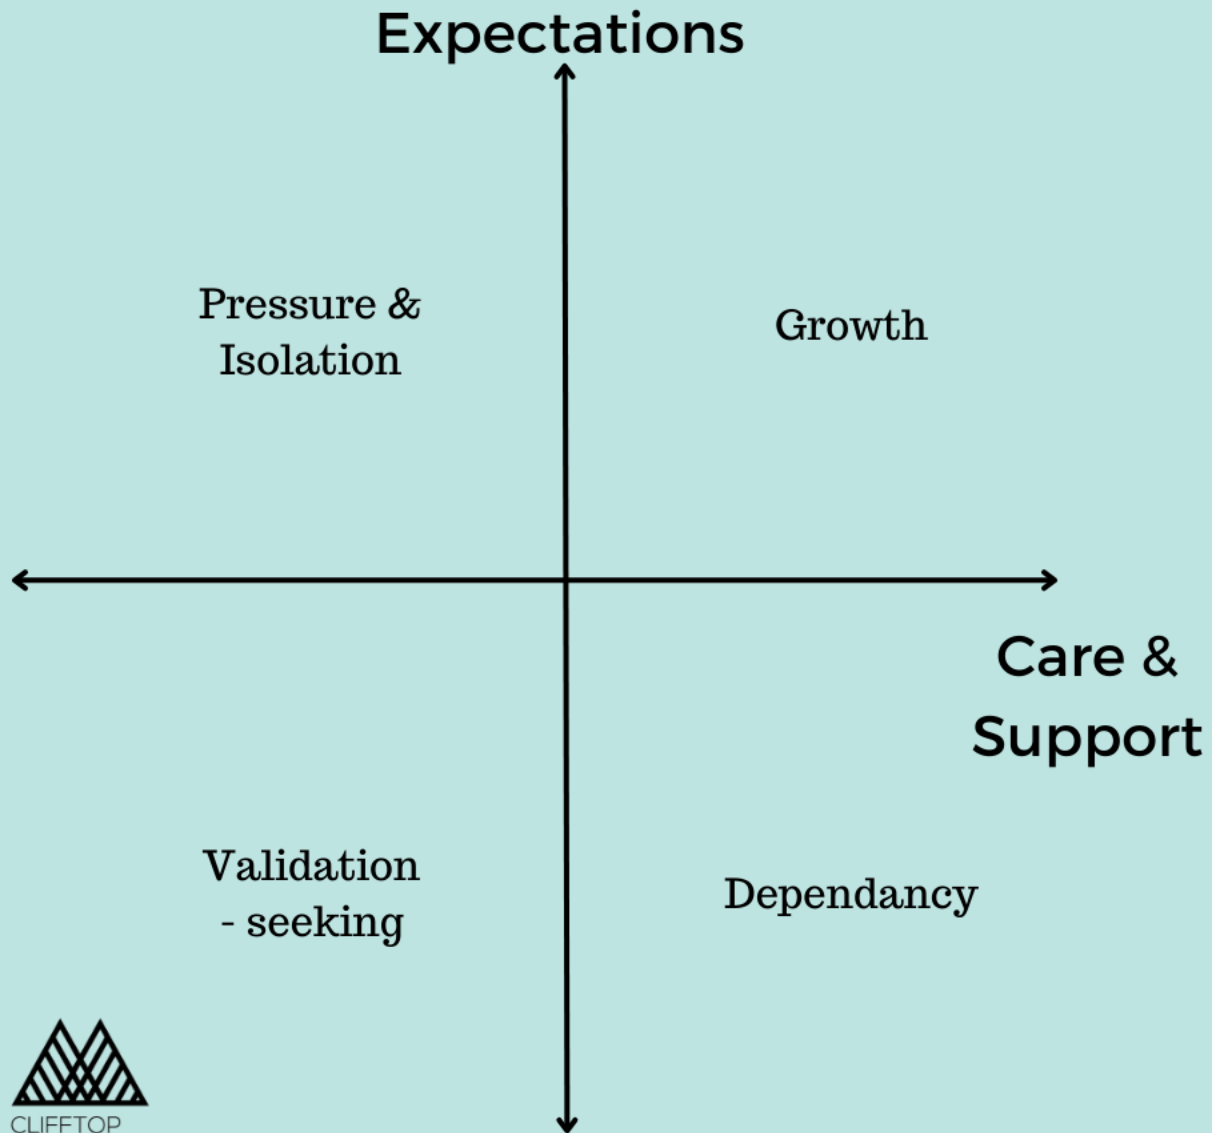 Expectations
Pressure &
Isolation
Growth
Care &
Support
Validation
- seeking
Dependancy
CLIFFTOP